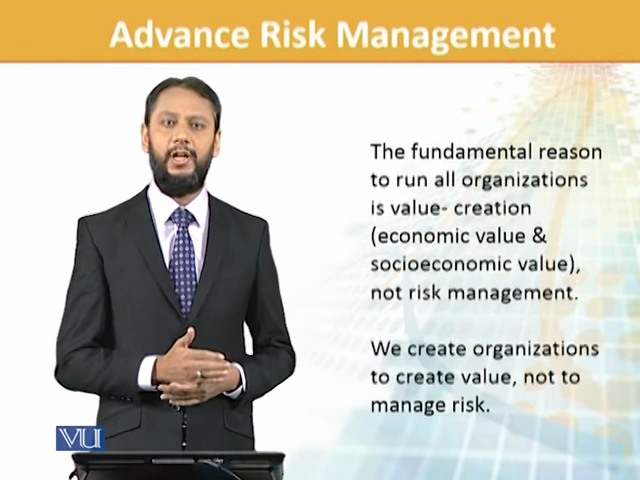 Advance Risk Management
The fundamental reason
to run all organizations
is value- creation
(economic value &
socioeconomic value),
not risk management.
We create organizations
to create value, not to
manage risk.
VU